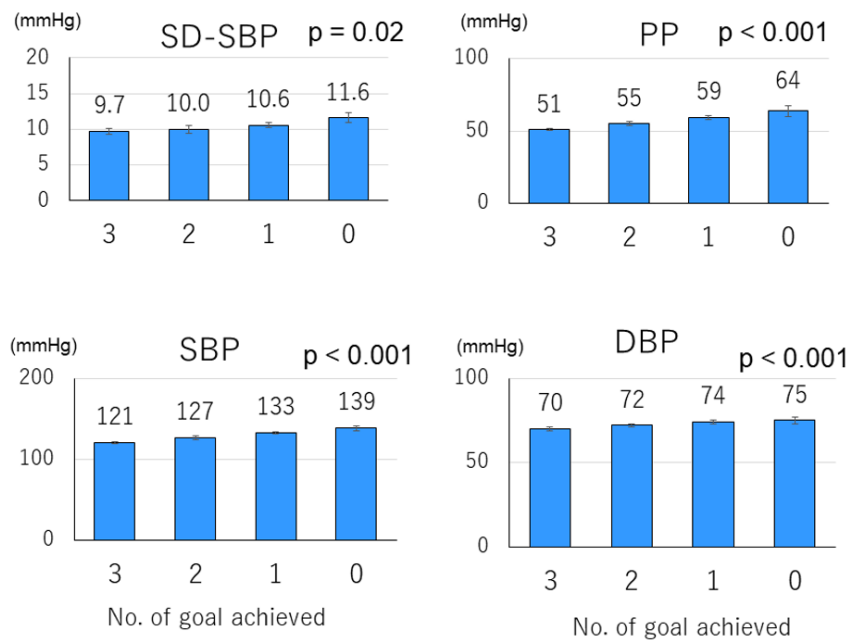 (mmHg)
SD-SBP p = 0.02
20
15
10
5
0
9.7 10.0 10.6 11.6
3 2 1 0
(mmHg)
PP p < 0.001
100
50
0
51 55 59 64
3 2 1 0
(mmHg)
SBP p < 0.001
200
100
0
121 127 133 139
3 2 1 0
No. of goal achieved
(mmHg)
DBP p < 0.001
100
50
0
70 72 74 75
3 2 1 0
No. of goal achieved